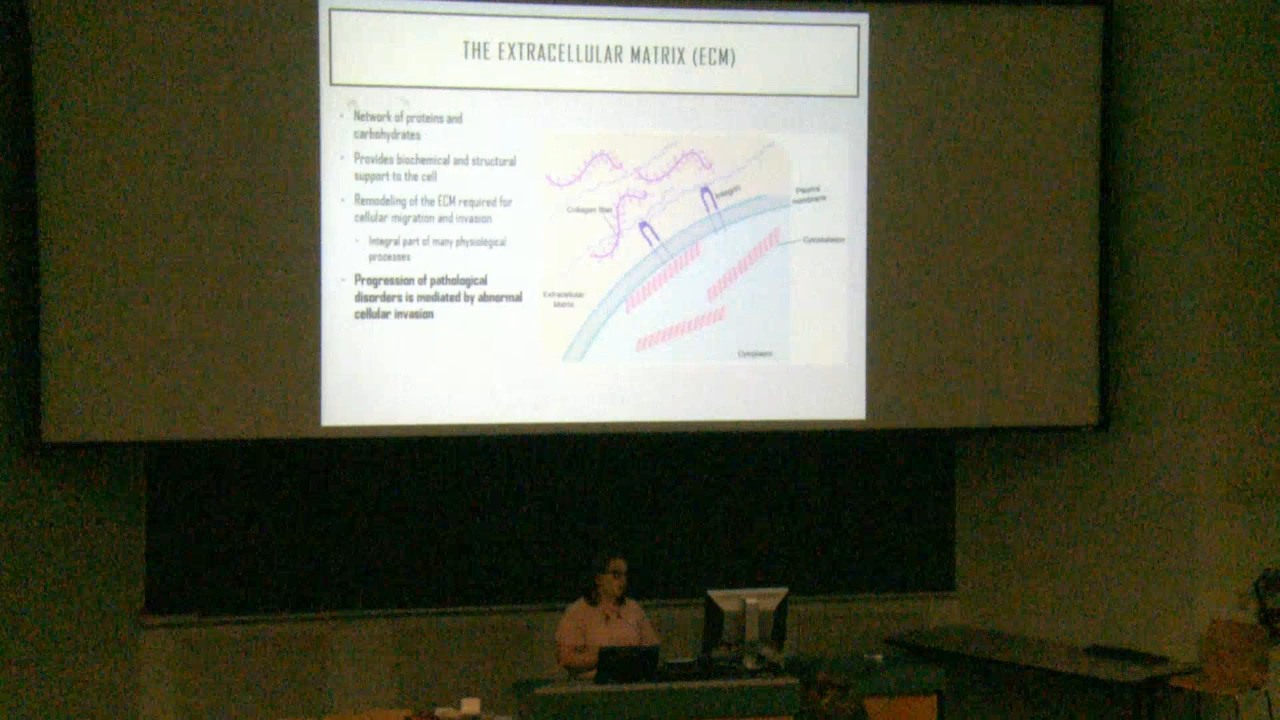 THE EXTRACELLULAR MATRIX (ECM)
Network of proteins and
carbohydrates
Provides biochemical and structural
support to the cell
Remodeling of the ECM required for
cellular migration and invasion
Integral part of many physiological
processes
Progression of pathological
disorders is mediated by abnormal
cellular invasion
Collagen fiber
Integrin
Plasma
membrane
Cytoskeleton
Extracellular
Matrix
Cytoplasm